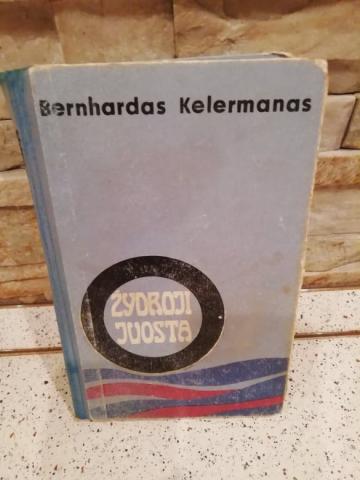 Bernhardas Kelermanas
ŽYDROJI
JUOSTA